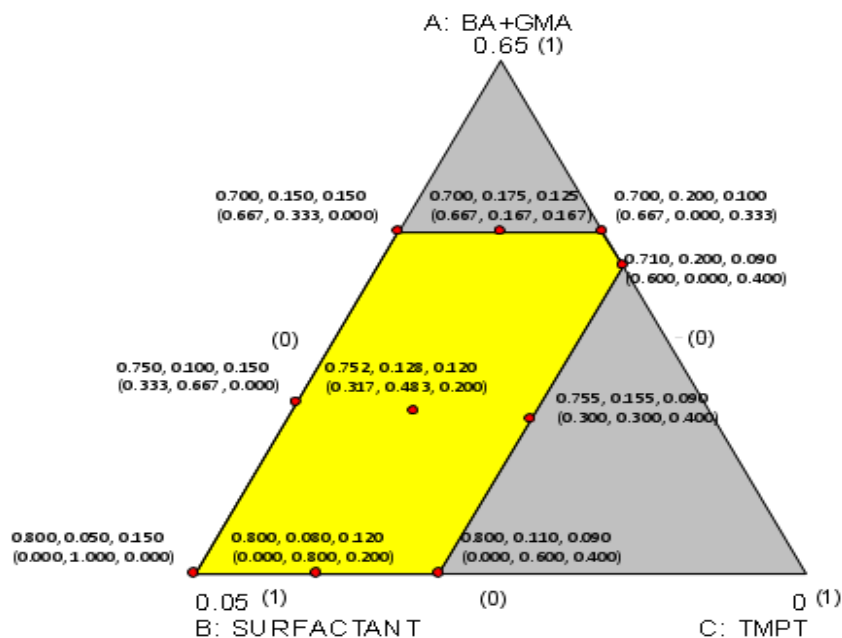 A: BA+GMA
0.65 (1)
0.700, 0.150, 0.150
(0.667, 0.333, 0.000)
0.700, 0.175, 0.125
(0.667, 0.167, 0.167)
0.700, 0.200, 0.100
(0.667, 0.000, 0.333)
0.710, 0.200, 0.090
(0.600, 0.000, 0.400)
(0)
(0)
0.750, 0.100, 0.150
(0.333, 0.667, 0.000)
0.752, 0.128, 0.120
(0.317, 0.483, 0.200)
0.755, 0.155, 0.090
(0.300, 0.300, 0.400)
0.800, 0.050, 0.150
(0.000, 1.000, 0.000)
0.800, 0.080, 0.120
(0.000, 0.800, 0.200)
0.800, 0.110, 0.090
(0.000, 0.600, 0.400)
0.05 (1)
(0)
0 (1)
B: SURFACTANT
C: TMPT